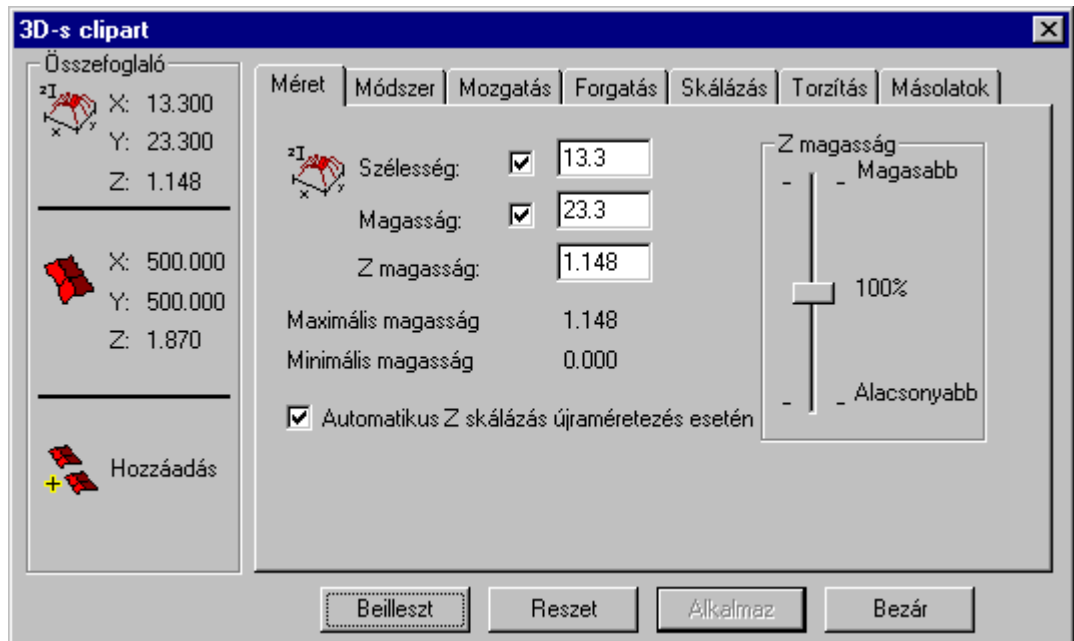 3D-s clipart
Összefoglaló
X: 13.300
Y: 23.300
Z: 1.148
X: 500.000
Y: 500.000
Z: 1.870
Hozzáadás
Méret Módszer Mozgatás Forgatás Skálázás Torzítás Másolatok
Szélesség: 13.3
Magasság: 23.3
Z magasság: 1.148
Maximális magasság 1.148
Minimális magasság 0.000
Automatikus Z skálázás újraméretezés esetén
Z magasság
Magasabb
100%
Alacsonyabb
Beilleszt Reszet Alkalmaz Bezár